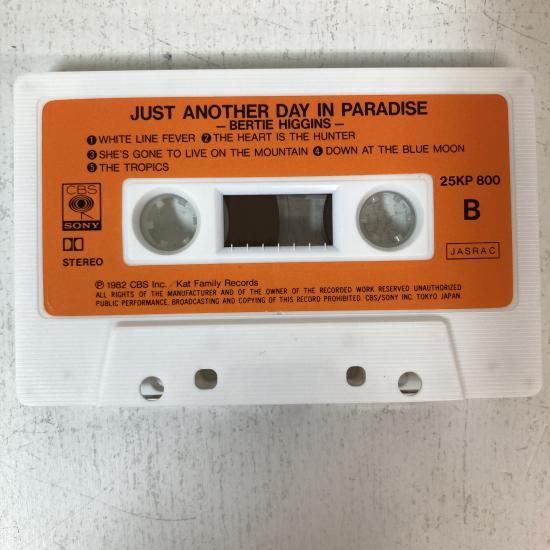 JUST ANOTHER DAY IN PARADISE
— BERTIE HIGGINS —
❶ WHITE LINE FEVER ❷ THE HEART IS THE HUNTER
❸ SHE'S GONE TO LIVE ON THE MOUNTAIN ❹ DOWN AT THE BLUE MOON
❺ THE TROPICS
CBS
SONY
STEREO
25KP 800
B
JASRAC
Ⓟ 1982 CBS Inc. / Kat Family Records
ALL RIGHTS OF THE MANUFACTURER AND OF THE OWNER OF THE RECORDED WORK RESERVED UNAUTHORIZED
PUBLIC PERFORMANCE, BROADCASTING AND COPYING OF THIS RECORD PROHIBITED. CBS/SONY INC. TOKYO JAPAN.